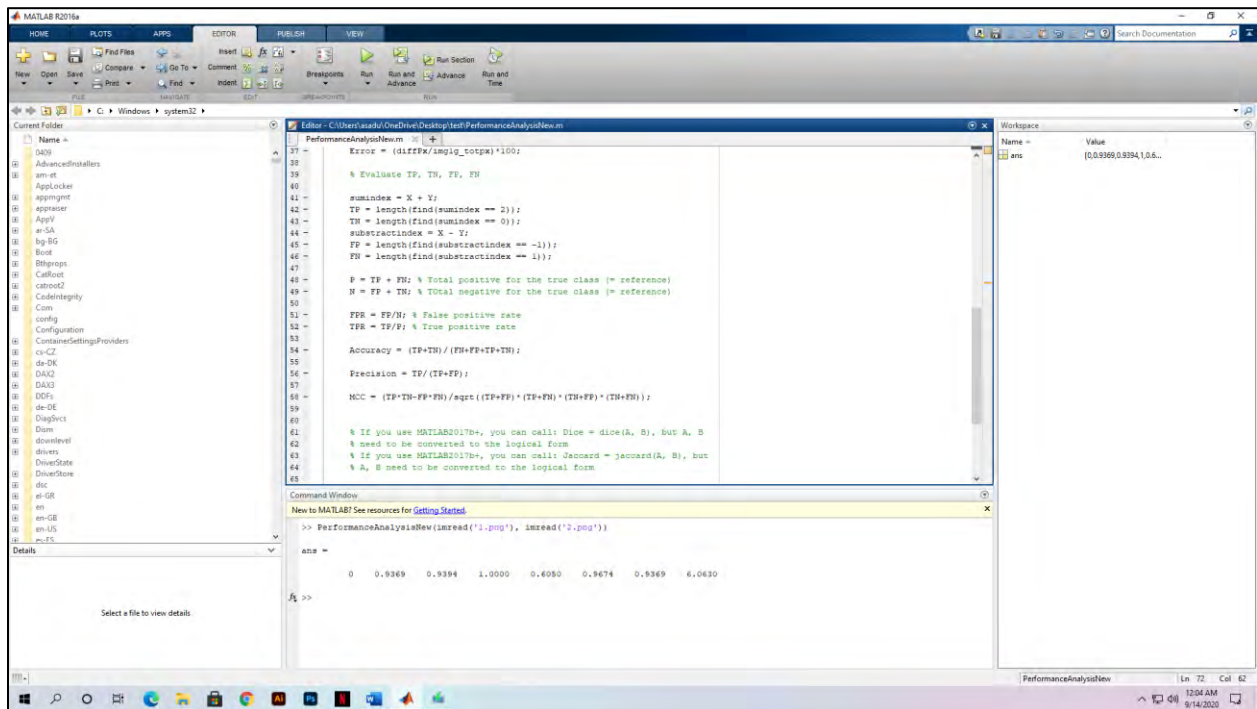 MATLAB R2016a
HOME PLOTS APPS EDITOR PUBLISH VIEW
Search Documentation
New Open Save Find Files Compare Print Go To Find Insert Comment Indent Breakpoints Run Run and Advance Run Section Advance Run and Time
FILE NAVIGATE EDIT BREAKPOINTS RUN
C: Windows system32
Current Folder
Name
0409
AdvancedInstallers
am-et
AppLocker
appmgmt
appraiser
AppV
ar-SA
bg-BG
Boot
Bthprops
CatRoot
catroot2
CodeIntegrity
Com
config
Configuration
ContainerSettingsProviders
cs-CZ
da-DK
DAX2
DAX3
DDFs
de-DE
DiagSvcs
Dism
downlevel
drivers
DriverState
DriverStore
dsc
el-GR
en
en-GB
en-US
es-ES
Details
Select a file to view details
Editor - C:\Users\asadu\OneDrive\Desktop\test\PerformanceAnalysisNew.m
PerformanceAnalysisNew.m
37 - Error = (diffPx/imgig_totpx)*100;
38
39 % Evaluate TP, TN, FP, FN
40
41 - sumindex = X + Y;
42 - TP = length(find(sumindex == 2));
43 - TN = length(find(sumindex == 0));
44 - substractindex = X - Y;
45 - FP = length(find(substractindex == -1));
46 - FN = length(find(substractindex == 1));
47
48 - P = TP + FN; % Total positive for the true class (= reference)
49 - N = FP + TN; % TOtal negative for the true class (= reference)
50
51 - FPR = FP/N; % False positive rate
52 - TPR = TP/P; % True positive rate
53
54 - Accuracy = (TP+TN)/(FN+FP+TP+TN);
55
56 - Precision = TP/(TP+FP);
57
58 - MCC = (TP*TN-FP*FN)/sqrt((TP+FP)*(TP+FN)*(TN+FP)*(TN+FN));
59
60
61 % If you use MATLAB2017b+, you can call: Dice = dice(A, B), but A, B
62 % need to be converted to the logical form
63 % If you use MATLAB2017b+, you can call: Jaccard = jaccard(A, B), but
64 % A, B need to be converted to the logical form
65
Command Window
New to MATLAB? See resources for Getting Started.
>> PerformanceAnalysisNew(imread('1.png'), imread('2.png'))
ans =
0 0.9369 0.9394 1.0000 0.6050 0.9674 0.9369 6.0630
fx >>
Workspace
Name Value
ans [0,0.9369,0.9394,1,0.6...
PerformanceAnalysisNew Ln 72 Col 62
12:04 AM
9/14/2020